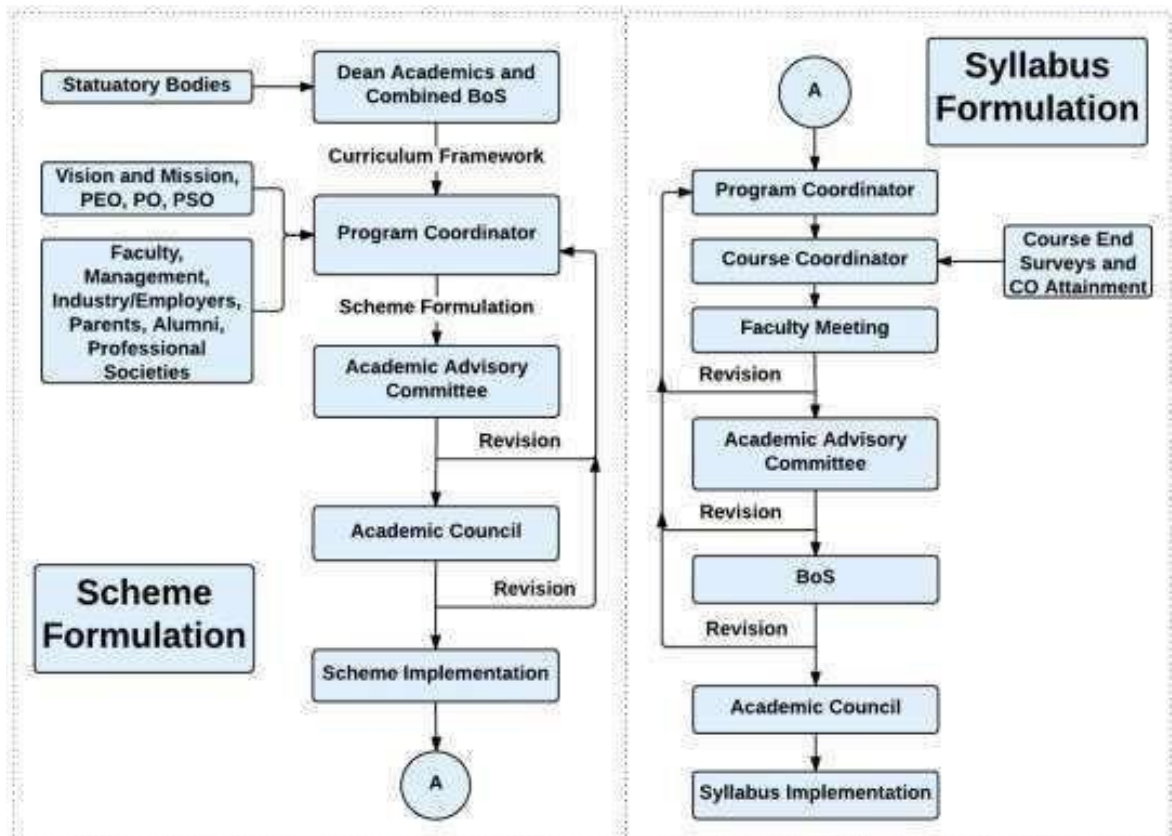 Statuatory Bodies
Dean Academics and
Combined BoS
Curriculum Framework
Vision and Mission,
PEO, PO, PSO
Program Coordinator
Faculty,
Management,
Industry/Employers,
Parents, Alumni,
Professional
Societies
Scheme Formulation
Academic Advisory
Committee
Revision
Academic Council
Revision
Scheme
Formulation
Scheme Implementation
A
Syllabus
Formulation
A
Program Coordinator
Course Coordinator
Course End
Surveys and
CO Attainment
Faculty Meeting
Revision
Academic Advisory
Committee
Revision
BoS
Revision
Academic Council
Syllabus Implementation